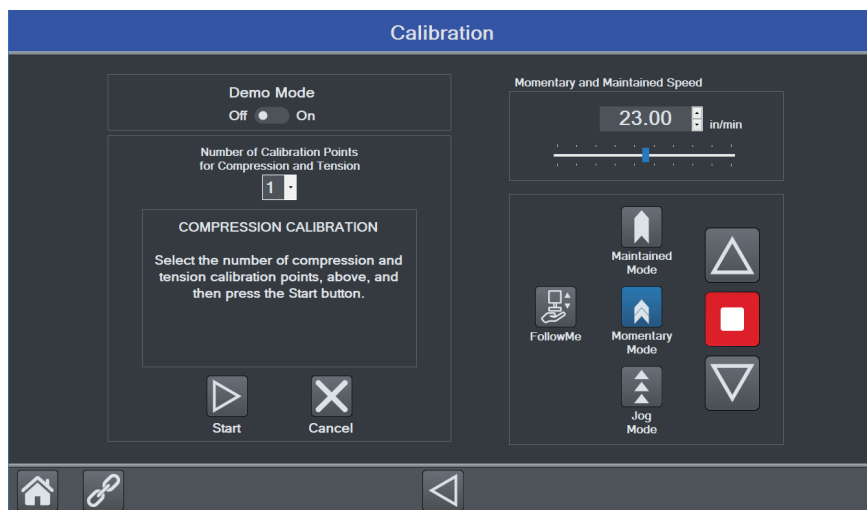 Calibration
Demo Mode
Off On
Number of Calibration Points
for Compression and Tension
1
COMPRESSION CALIBRATION
Select the number of compression and
tension calibration points, above, and
then press the Start button.
Start Cancel
Momentary and Maintained Speed
23.00 in/min
Maintained
Mode
FollowMe
Momentary
Mode
Jog
Mode